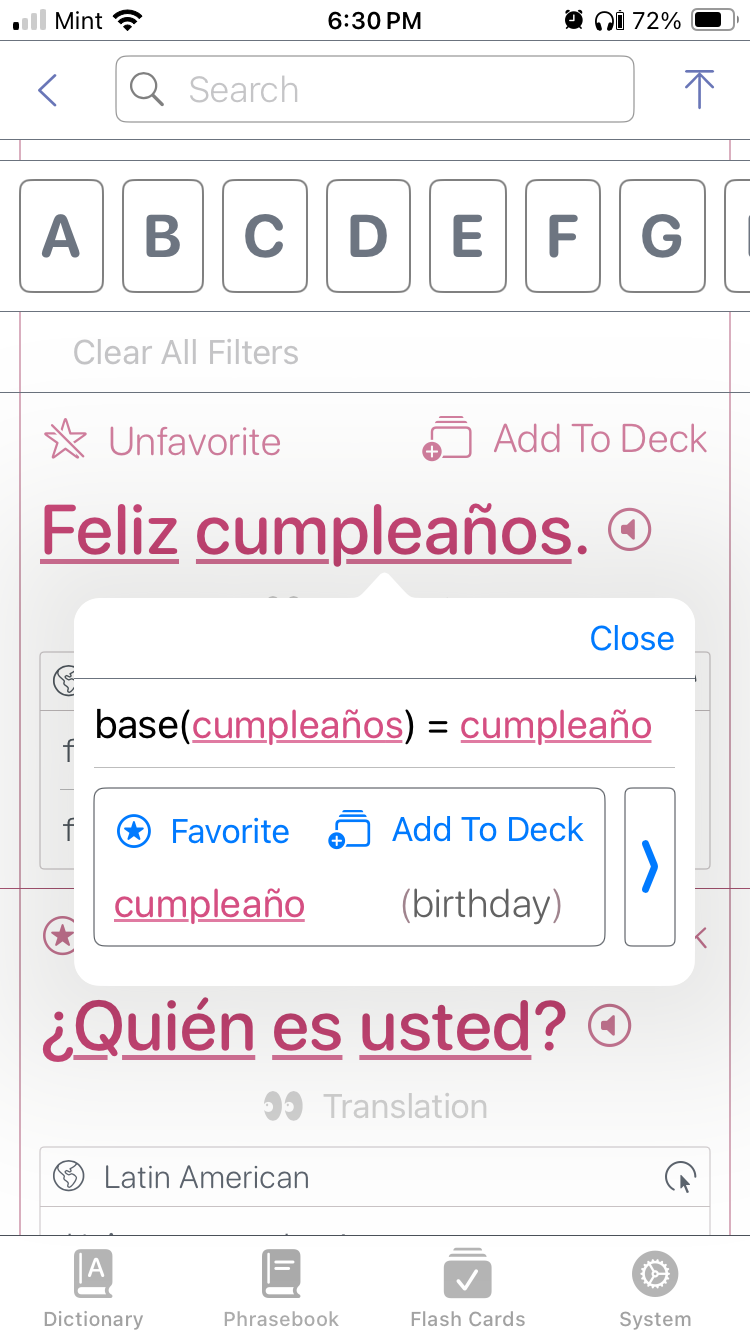 Mint 6:30 PM 72%
Search
A B C D E F G
Clear All Filters
Unfavorite Add To Deck
Feliz cumpleaños.
Close
base(cumpleaños) = cumpleaño
Favorite Add To Deck
cumpleaño (birthday)
¿Quién es usted?
Translation
Latin American
Dictionary Phrasebook Flash Cards System